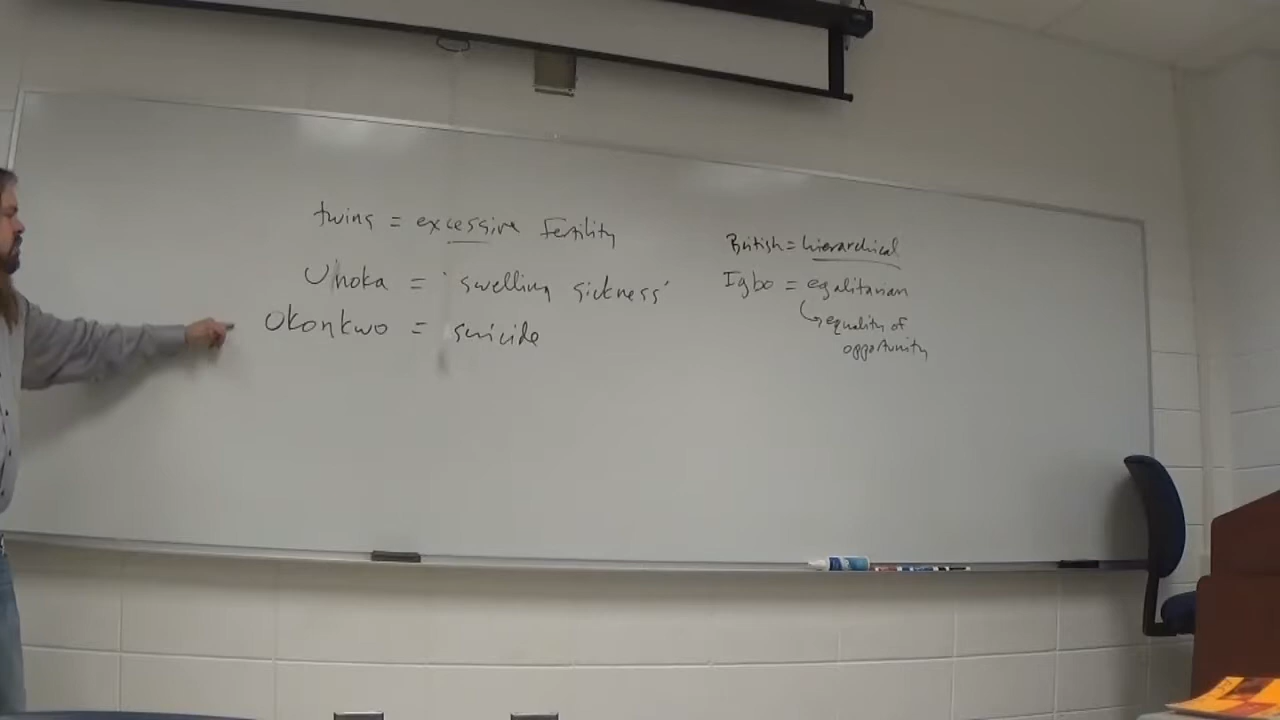 twins = excessive fertility
Unoka = 'swelling sickness'
Okonkwo = suicide
British = hierarchical
Igbo = egalitarian
equality of
opportunity